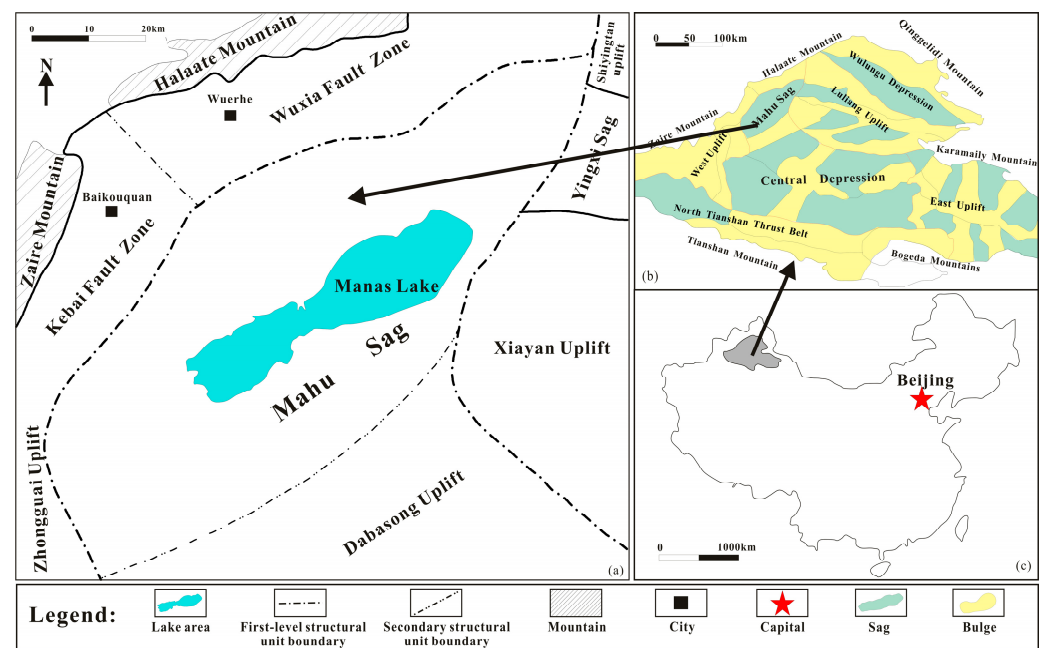 0 10 20km
N
Halaate Mountain
Wuxia Fault Zone
Shiyingtan
uplift
Wuerhe
Yingxi Sag
Baikouquan
Zaire Mountain
Kebai Fault Zone
Manas Lake
Mahu Sag
Xiayan Uplift
Zhongguai Uplift
Dabasong Uplift
(a)
0 50 100km
Halaate Mountain
Qinggelidi Mountain
Wulungu Depression
Mahu Sag
Luliang Uplift
Zaire Mountain
West Uplift
Karamaily Mountain
Central Depression
East Uplift
North Tianshan Thrust Belt
Tianshan Mountain
Bogeda Mountains
(b)
Beijing
0 1000km
(c)
Legend:
Lake area
First-level structural
unit boundary
Secondary structural
unit boundary
Mountain
City
Capital
Sag
Bulge